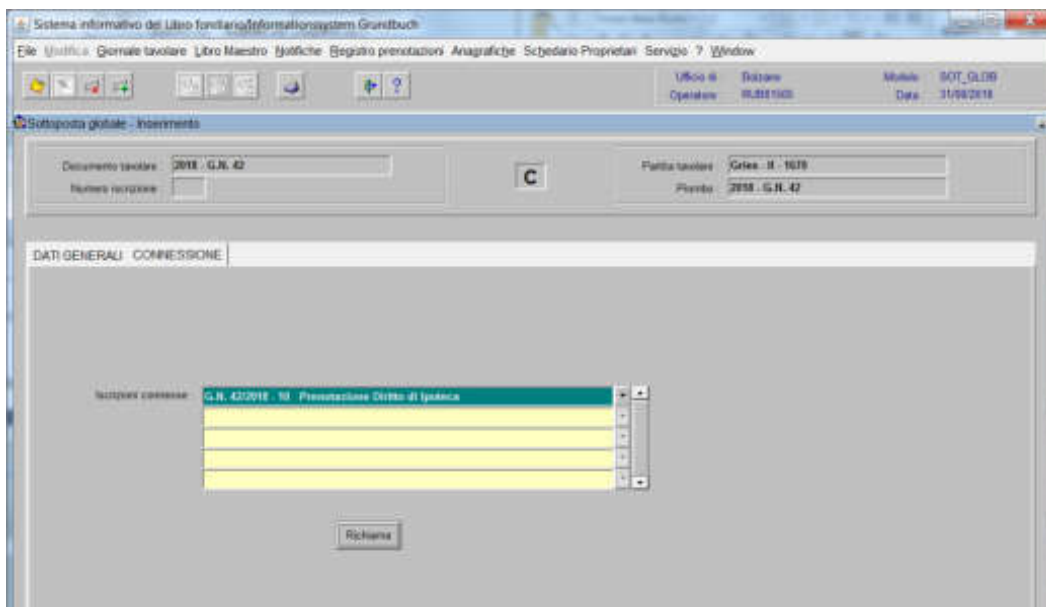 Sistema informativo del Libro fondiario/Informationssystem Grundbuch
File Modifica Giornale tavolare Libro Maestro Notifiche Registro prenotazioni Anagrafiche Schedario Proprietari Servizio ? Window
Ufficio di Bolzano Modulo SOT_GLOB
Operatore Data 31/08/2018
Sottoposta globale - Inserimento
Documento tavolare 2018 - G.N. 42 Partita tavolare Gries - II - 1678
Numero iscrizione C Piombo 2018 - G.N. 42
DATI GENERALI CONNESSIONE
Iscrizioni connesse G.N. 42/2018 - 10 Prenotazione Diritto di Ipoteca
Richiama